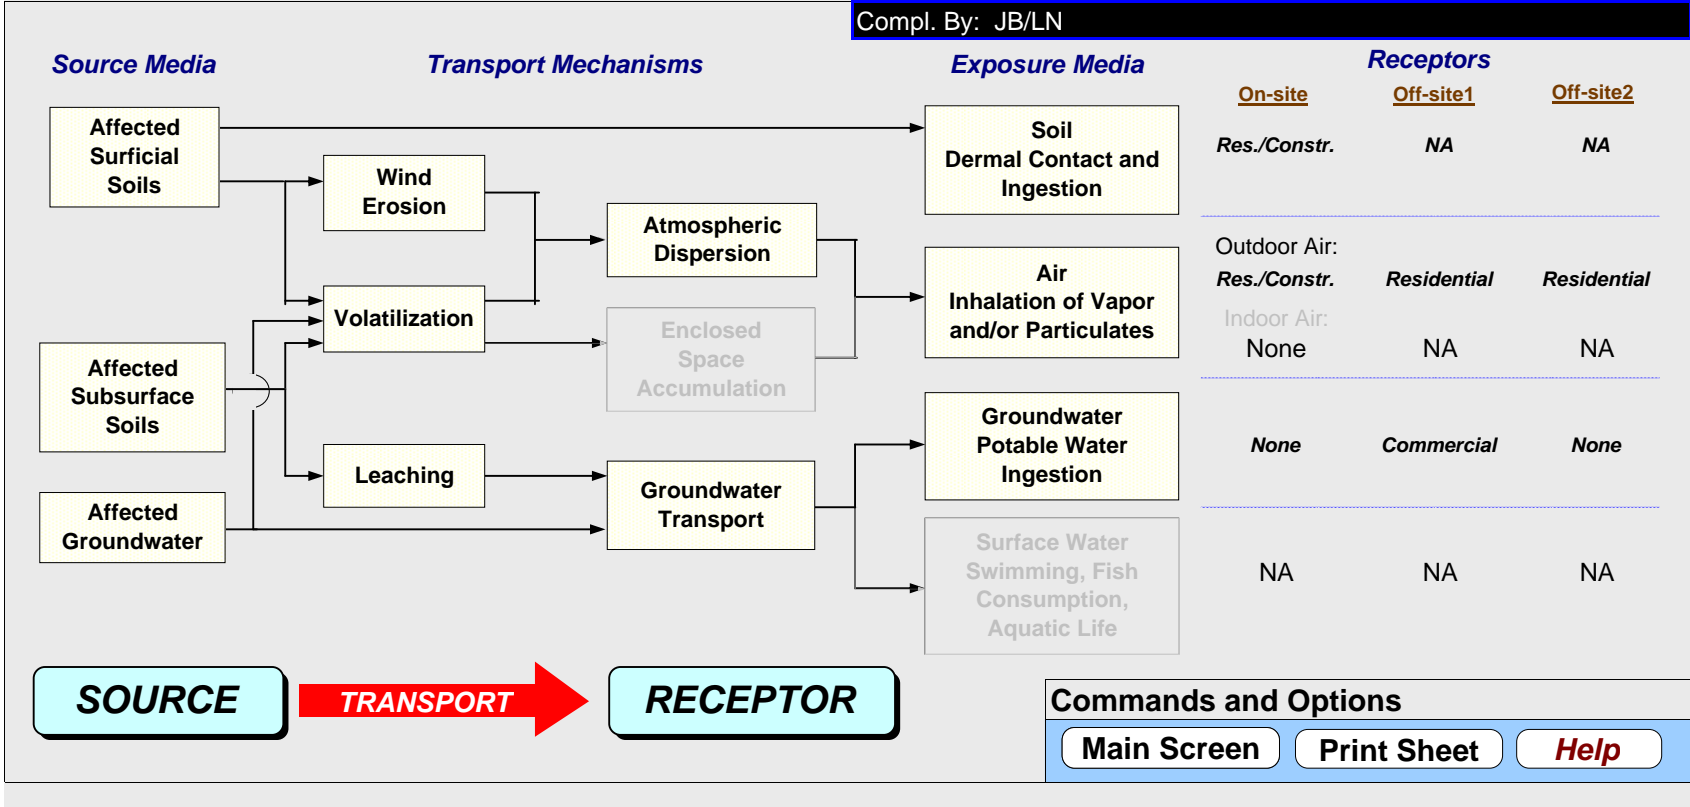 Compl. By: JB/LN
Source Media
Transport Mechanisms
Exposure Media
Receptors
On-site
Off-site1
Off-site2
Affected
Surficial
Soils
Wind
Erosion
Volatilization
Atmospheric
Dispersion
Enclosed
Space
Accumulation
Affected
Subsurface
Soils
Leaching
Affected
Groundwater
Groundwater
Transport
Soil
Dermal Contact and
Ingestion
Res./Constr.
NA
NA
Air
Inhalation of Vapor
and/or Particulates
Outdoor Air:
Res./Constr.
Residential
Residential
Indoor Air:
None
NA
NA
Groundwater
Potable Water
Ingestion
None
Commercial
None
Surface Water
Swimming, Fish
Consumption,
Aquatic Life
NA
NA
NA
SOURCE
TRANSPORT
RECEPTOR
Commands and Options
Main Screen
Print Sheet
Help